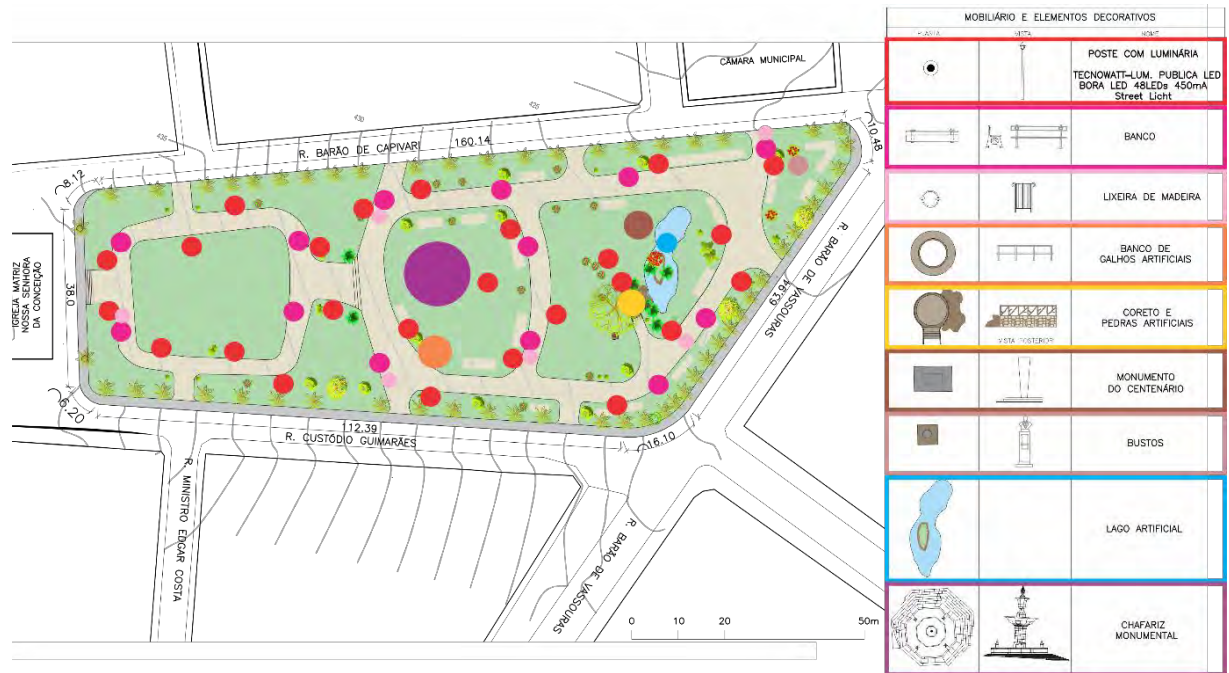 CÂMARA MUNICIPAL
435
430
425
R. BARÃO DE CAPIVARI
160.14
10.48
8.12
38.0
IGREJA MATRIZ
NOSSA SENHORA
DA CONCEIÇÃO
6.20
112.39
R. CUSTÓDIO GUIMARÃES
16.10
63.94
R. BARÃO DE VASSOURAS
R. MINISTRO EDGAR COSTA
R. BARÃO DE VASSOURAS
0 10 20 50m
MOBILIÁRIO E ELEMENTOS DECORATIVOS
PLANTA VISTA NOME
POSTE COM LUMINÁRIA
TECNOWATT-LUM. PUBLICA LED
BORA LED 48LEDs 450mA
Street Licht
BANCO
LIXEIRA DE MADEIRA
BANCO DE
GALHOS ARTIFICIAIS
CORETO E
PEDRAS ARTIFICIAIS
VISTA POSTERIOR
MONUMENTO
DO CENTENÁRIO
BUSTOS
LAGO ARTIFICIAL
CHAFARIZ
MONUMENTAL